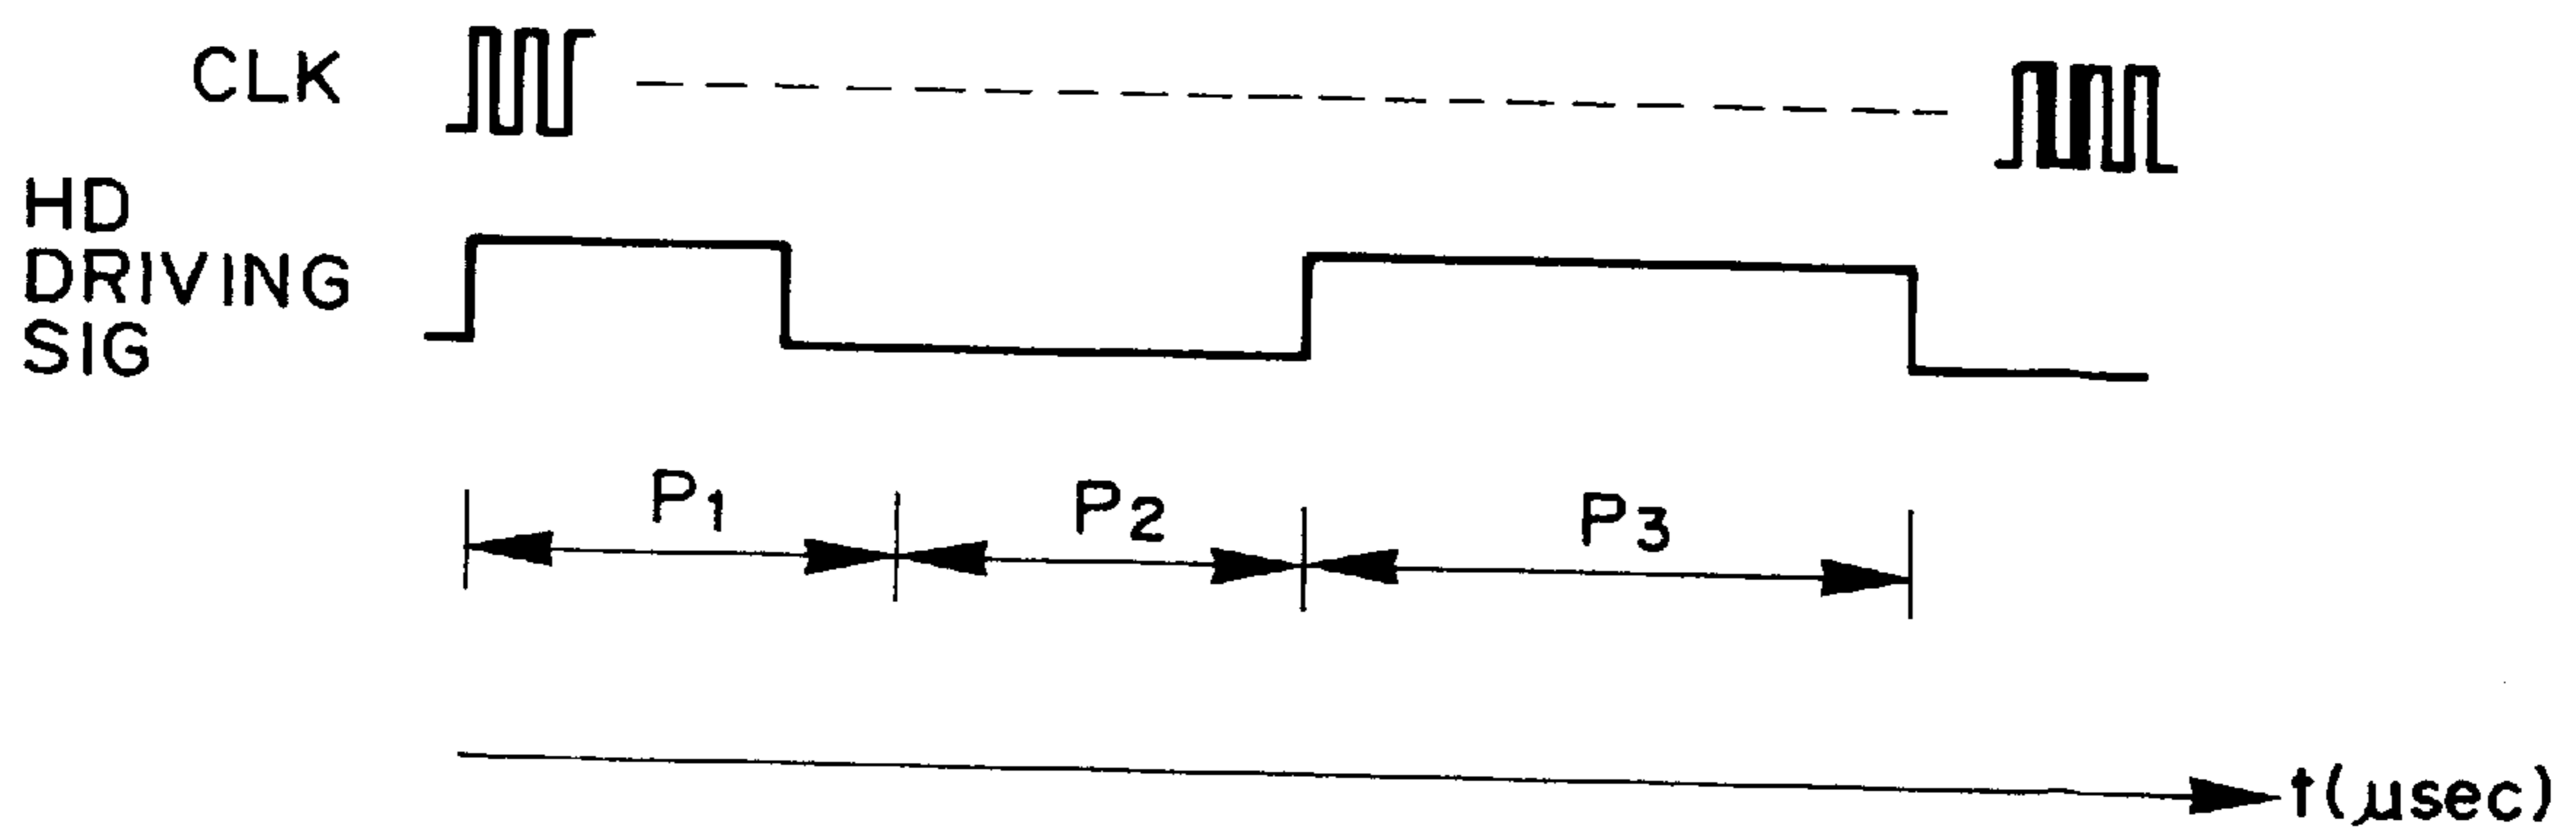 CLK
HD
DRIVING
SIG
P1
P2
P3
t(μsec)